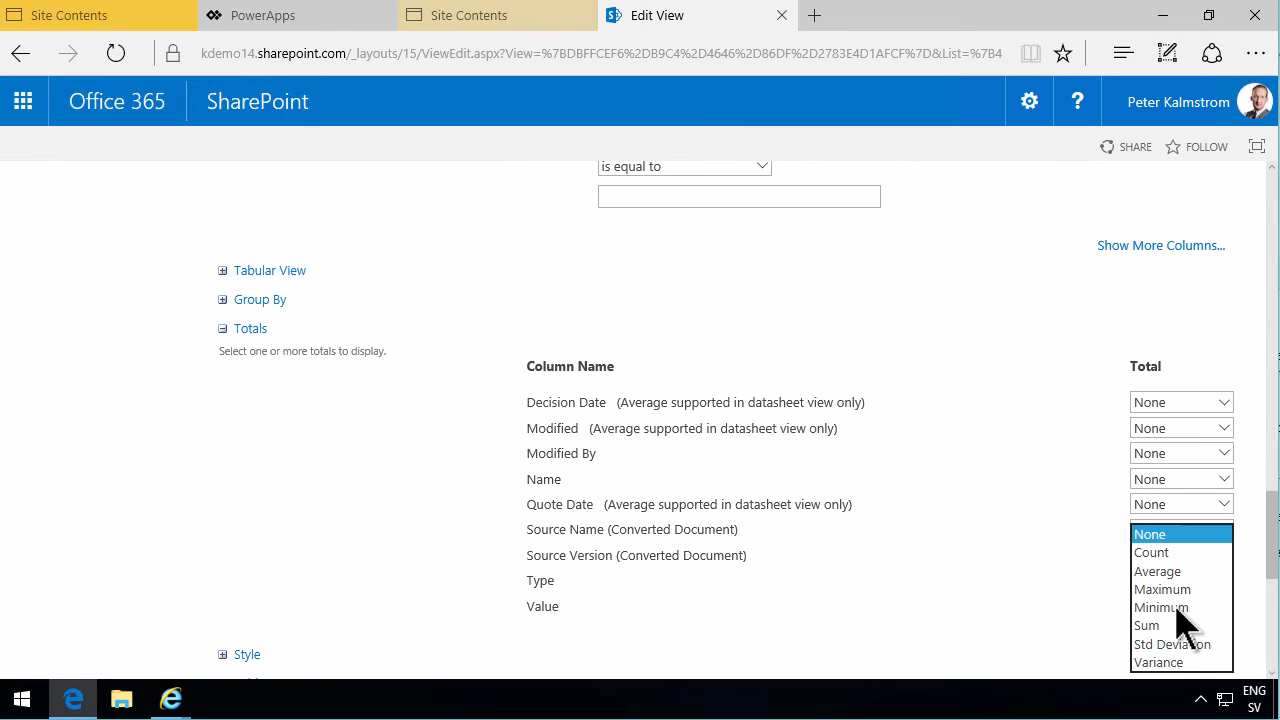 Site Contents
PowerApps
Site Contents
Edit View
kdemo14.sharepoint.com/_layouts/15/ViewEdit.aspx?View=%7BDBFFCEF6%2DB9C4%2D4646%2D86DF%2D2783E4D1AFCF%7D&List=%7B4
Office 365
SharePoint
?
Peter Kalmstrom
SHARE
FOLLOW
is equal to
Show More Columns...
Tabular View
Group By
Totals
Select one or more totals to display.
Column Name
Total
Decision Date (Average supported in datasheet view only)
None
Modified (Average supported in datasheet view only)
None
Modified By
None
Name
None
Quote Date (Average supported in datasheet view only)
None
Source Name (Converted Document)
Source Version (Converted Document)
Type
Value
None
Count
Average
Maximum
Minimum
Sum
Std Deviation
Variance
Style
ENG
SV